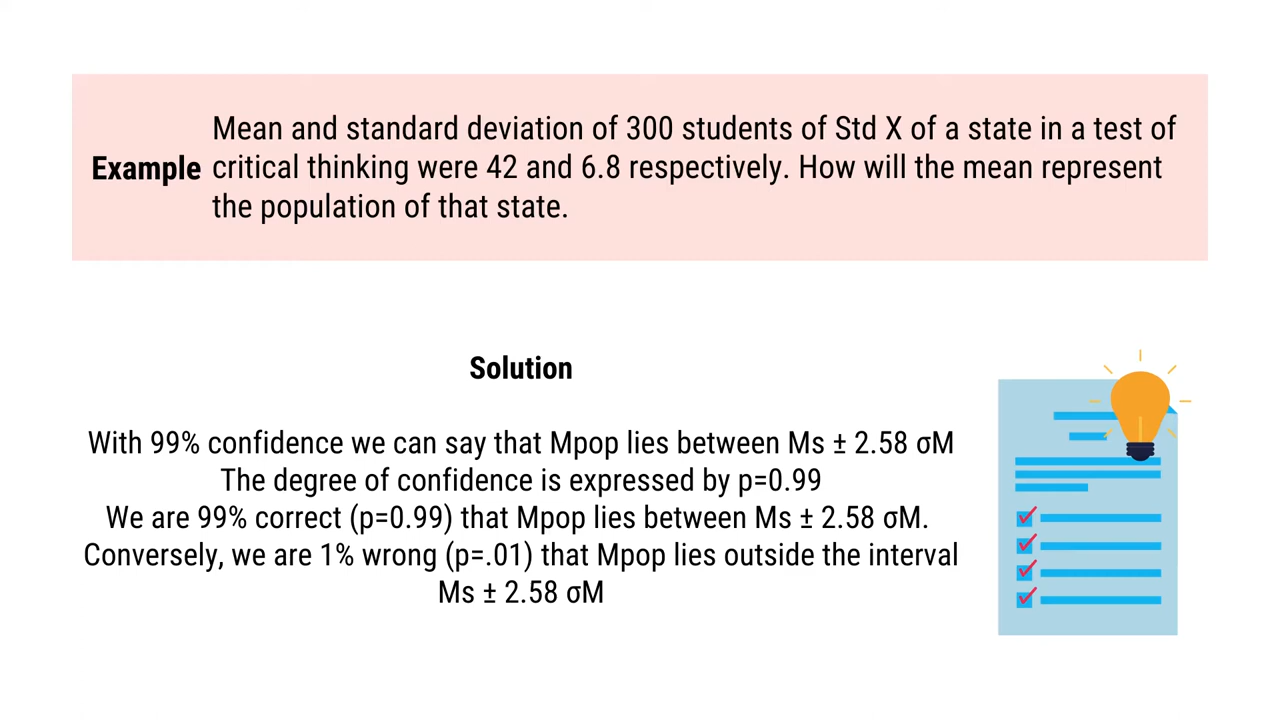 Mean and standard deviation of 300 students of Std X of a state in a test of
Example critical thinking were 42 and 6.8 respectively. How will the mean represent
the population of that state.
Solution
With 99% confidence we can say that Mpop lies between Ms ± 2.58 σM
The degree of confidence is expressed by p=0.99
We are 99% correct (p=0.99) that Mpop lies between Ms ± 2.58 σM.
Conversely, we are 1% wrong (p=.01) that Mpop lies outside the interval
Ms ± 2.58 σM